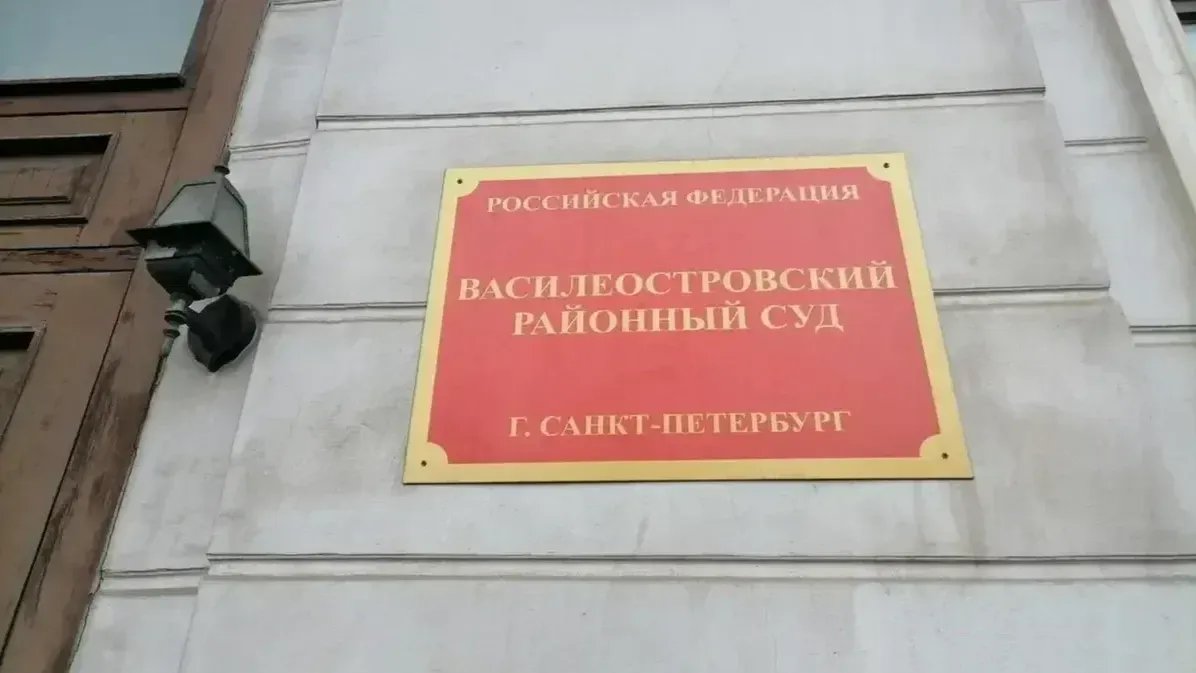 РОССИЙСКАЯ ФЕДЕРАЦИЯ
ВАСИЛЕОСТРОВСКИЙ
РАЙОННЫЙ СУД
Г. САНКТ-ПЕТЕРБУРГ